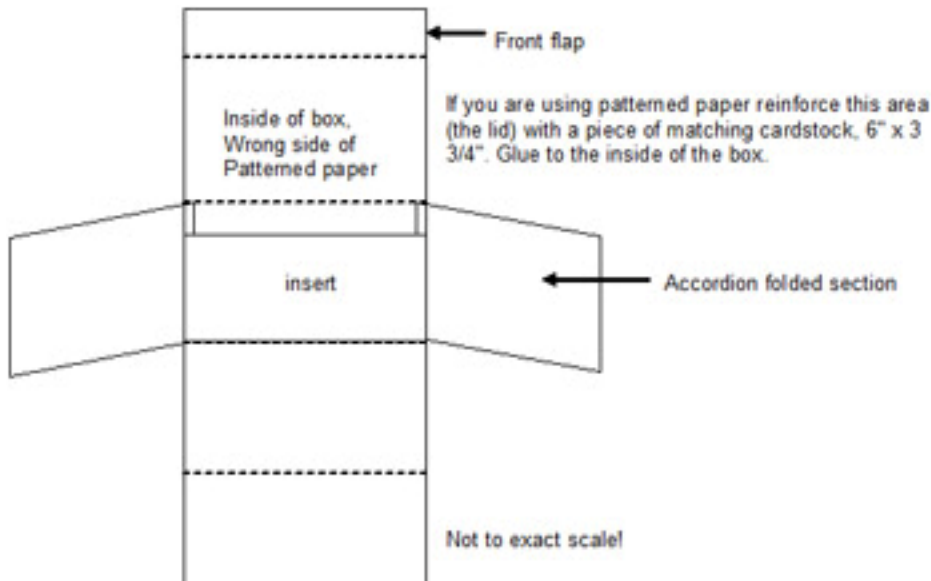 Front flap
If you are using patterned paper reinforce this area
(the lid) with a piece of matching cardstock, 6" x 3
3/4". Glue to the inside of the box.
Inside of box,
Wrong side of
Patterned paper
insert
Accordion folded section
Not to exact scale!